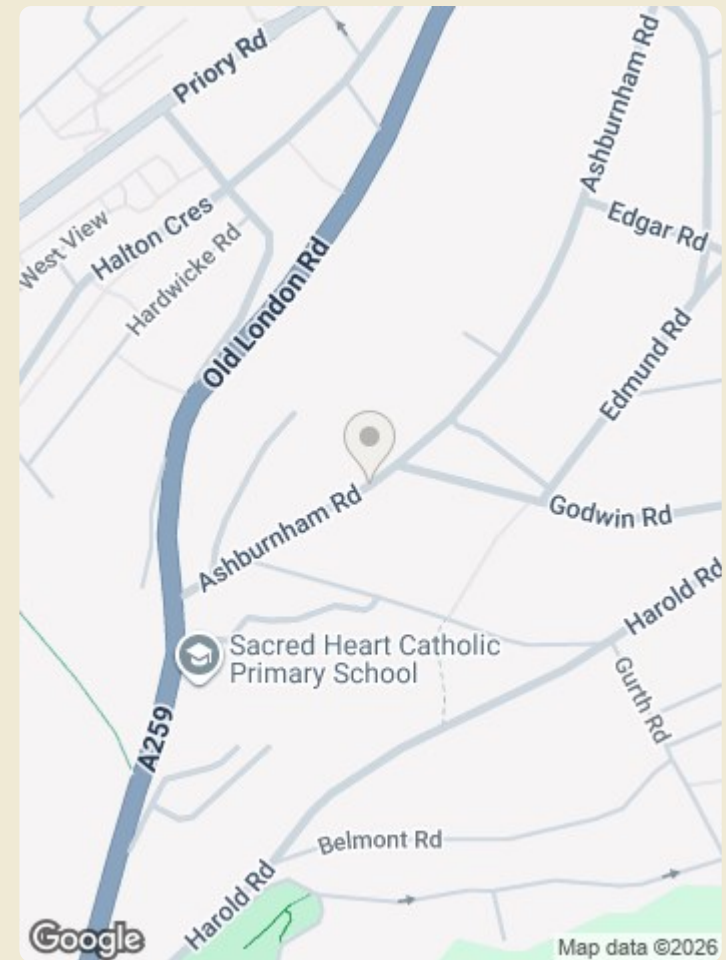 Priory Rd
Ashburnham Rd
Edgar Rd
West View
Halton Cres
Hardwicke Rd
Old London Rd
Edmund Rd
Ashburnham Rd
Godwin Rd
Harold Rd
Sacred Heart Catholic
Primary School
Gurth Rd
A259
Belmont Rd
Harold Rd
Google
Map data ©2026